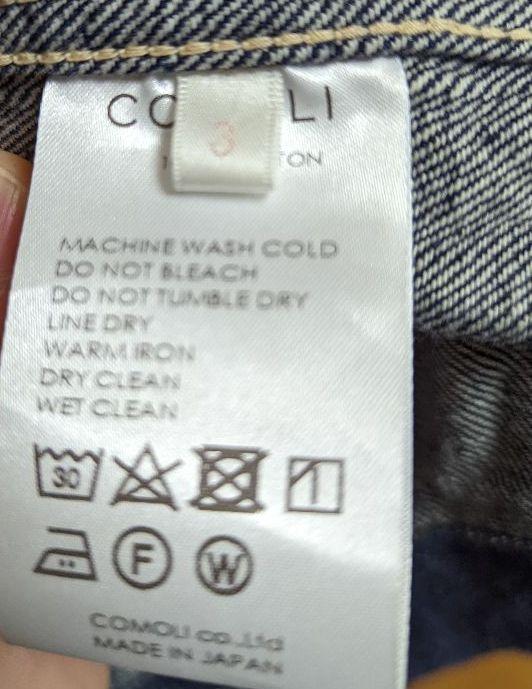 3
MACHINE WASH COLD
DO NOT BLEACH
DO NOT TUMBLE DRY
LINE DRY
WARM IRON
DRY CLEAN
WET CLEAN
30
F W
COMOLI co.,Ltd
MADE IN JAPAN